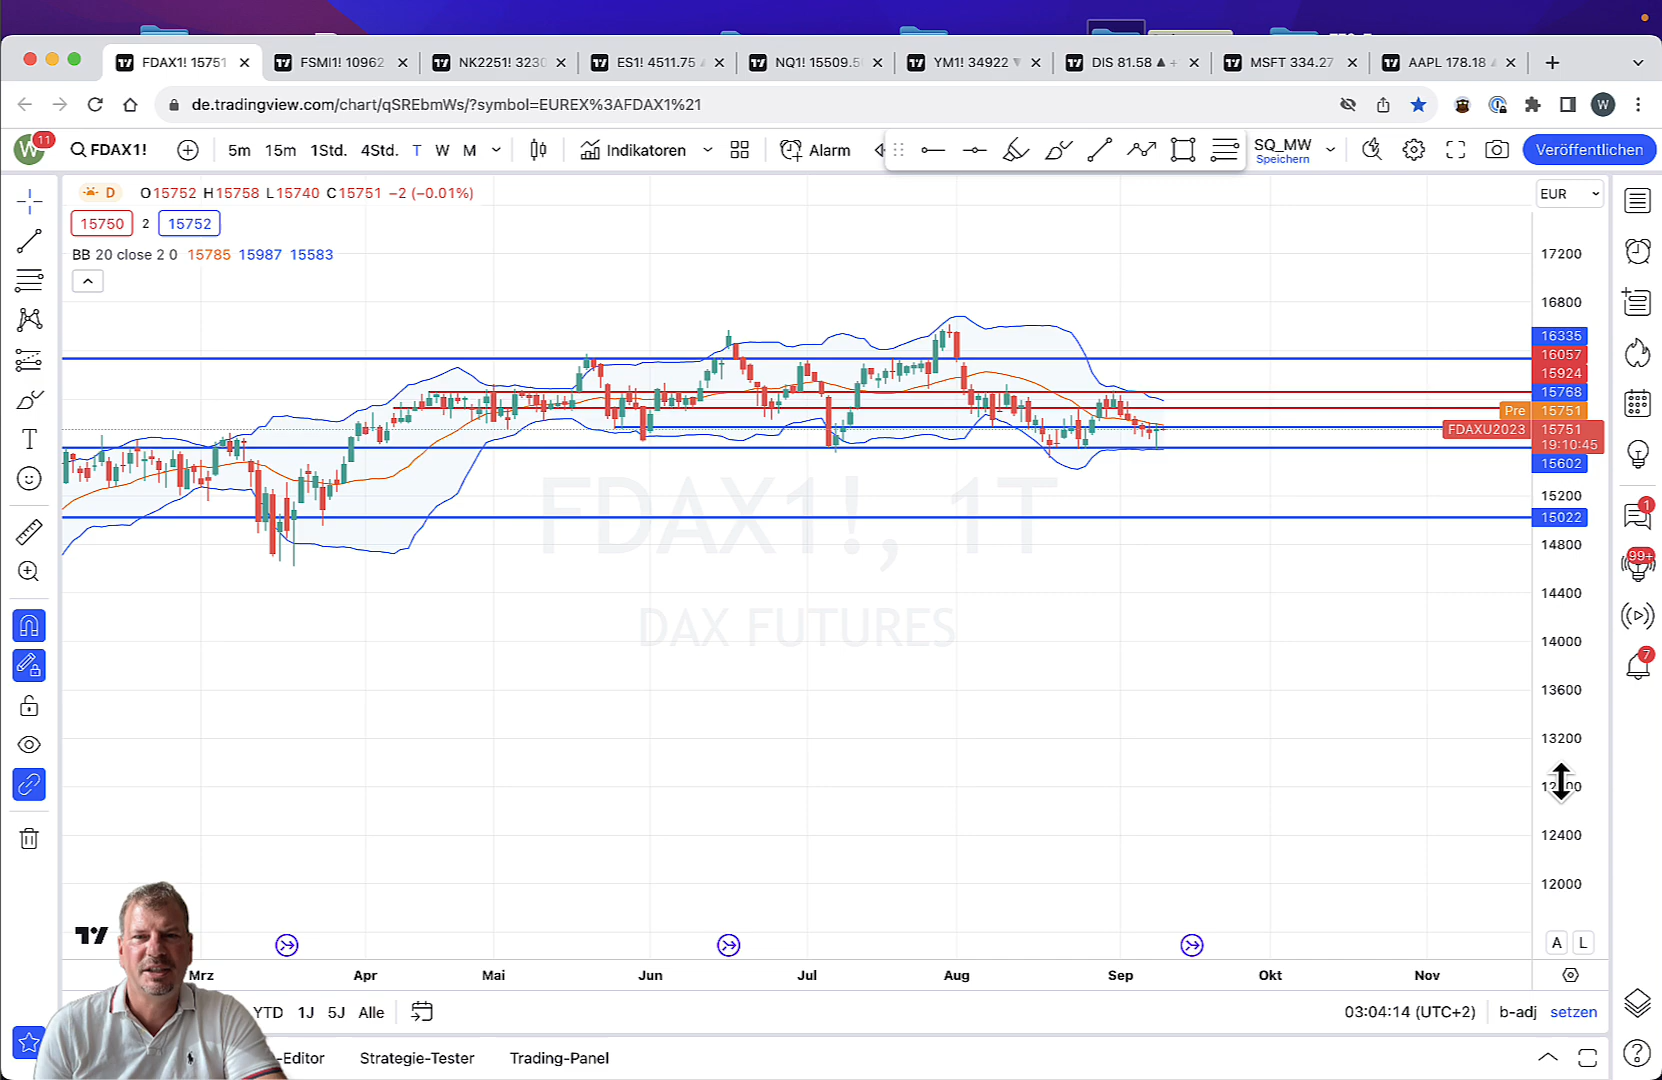 FDAX1! 15751
FSMI1! 10962
NK2251! 3230
ES1! 4511.75
NQ1! 15509.5
YM1! 34922
DIS 81.58
MSFT 334.27
AAPL 178.18
de.tradingview.com/chart/qSREbmWs/?symbol=EUREX%3AFDAX1%21
W
W
11
FDAX1!
5m 15m 1Std. 4Std. T W M
Indikatoren
Alarm
SQ_MW
Speichern
Veröffentlichen
D O15752 H15758 L15740 C15751 −2 (−0.01%)
15750 2 15752
BB 20 close 2 0 15785 15987 15583
EUR
17200
16800
16335
16057
15924
15768
Pre 15751
FDAXU2023 15751
19:10:45
15602
15200
15022
14800
14400
14000
13600
13200
12400
12000
FDAX1!, 1T
DAX FUTURES
1
99+
7
A L
Mrz Apr Mai Jun Jul Aug Sep Okt Nov
YTD 1J 5J Alle
03:04:14 (UTC+2) b-adj setzen
-Editor Strategie-Tester Trading-Panel